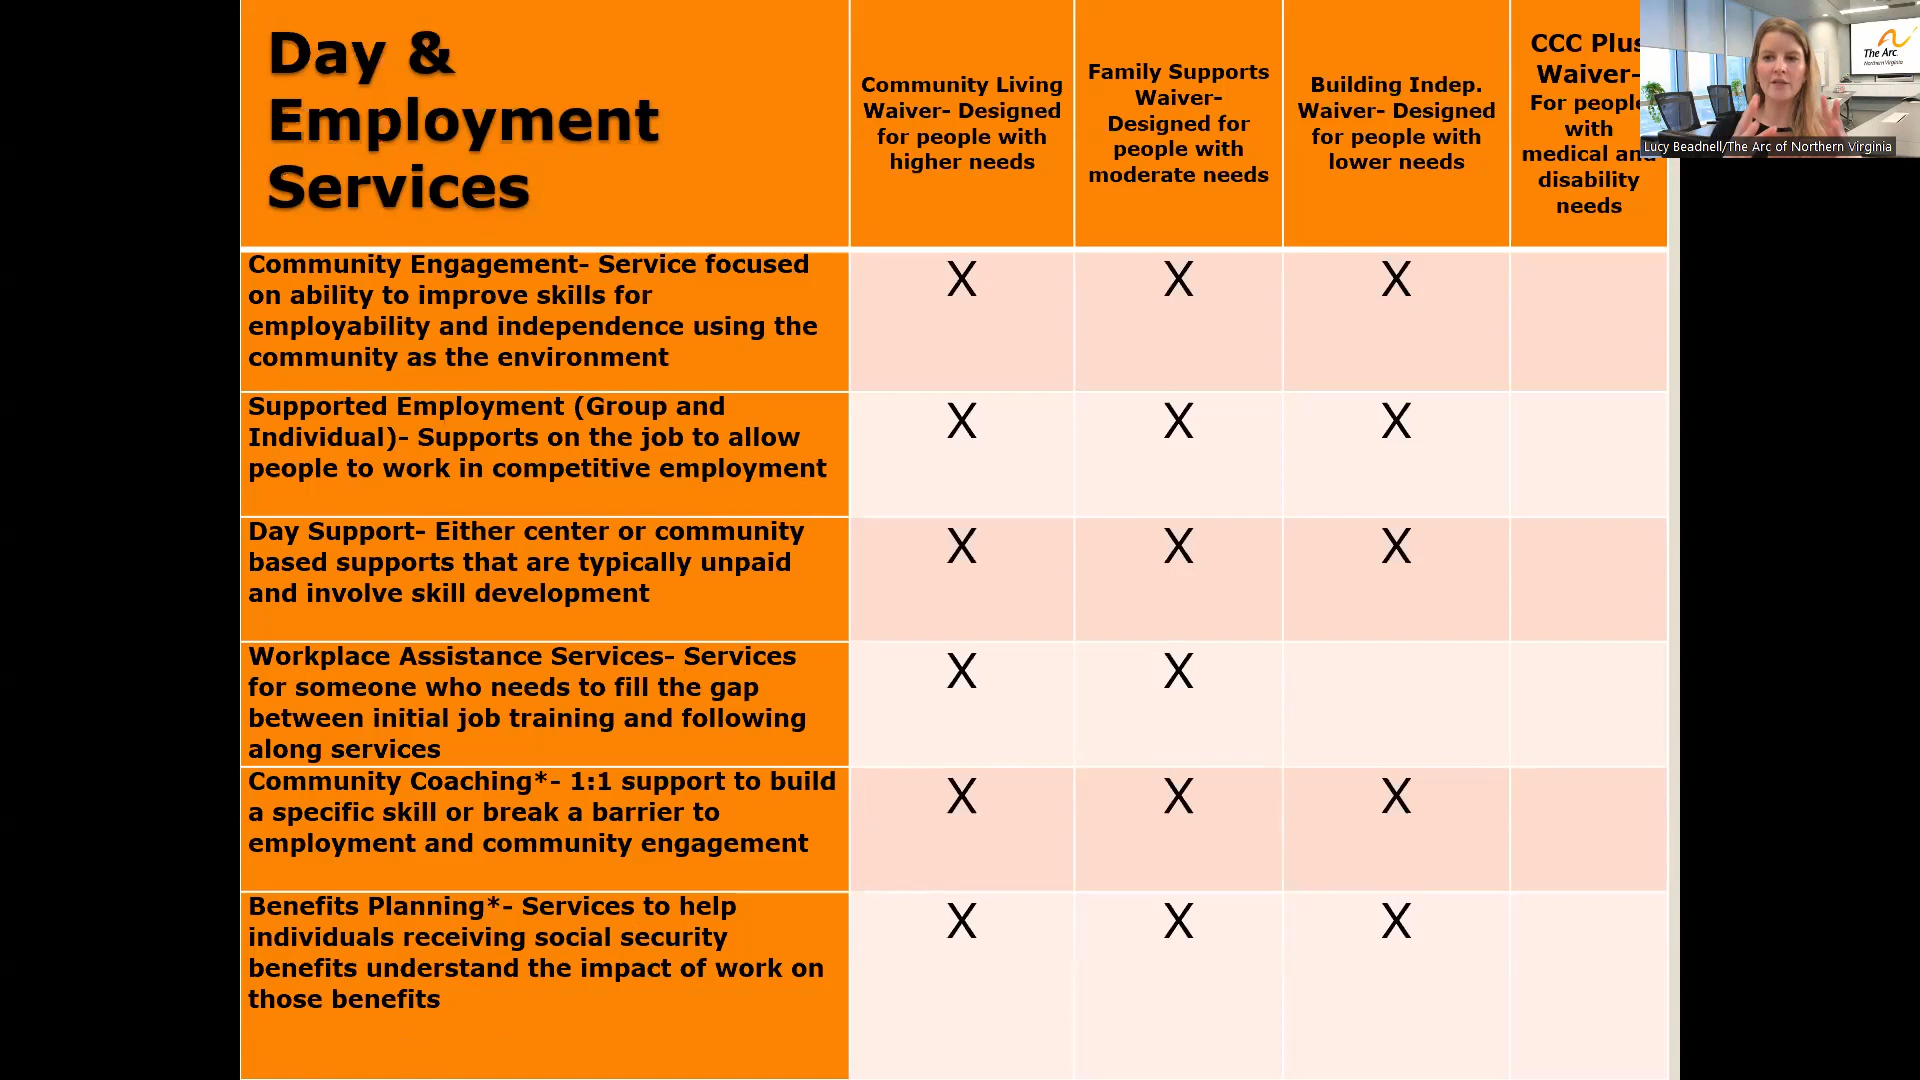 Day &
Employment
Services
Community Living
Waiver- Designed
for people with
higher needs
Family Supports
Waiver-
Designed for
people with
moderate needs
Building Indep.
Waiver- Designed
for people with
lower needs
CCC Plus
Waiver-
For people
with
medical and
disability
needs
The Arc.
Northern Virginia
Lucy Beadnell/The Arc of Northern Virginia
Community Engagement- Service focused
on ability to improve skills for
employability and independence using the
community as the environment
X X X
Supported Employment (Group and
Individual)- Supports on the job to allow
people to work in competitive employment
X X X
Day Support- Either center or community
based supports that are typically unpaid
and involve skill development
X X X
Workplace Assistance Services- Services
for someone who needs to fill the gap
between initial job training and following
along services
X X
Community Coaching*- 1:1 support to build
a specific skill or break a barrier to
employment and community engagement
X X X
Benefits Planning*- Services to help
individuals receiving social security
benefits understand the impact of work on
those benefits
X X X